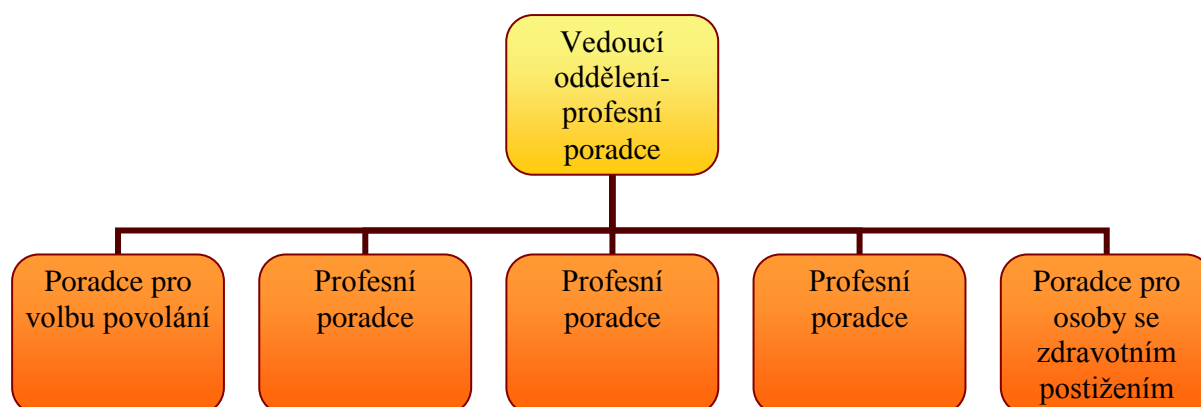 Vedoucí
oddělení-
profesní
poradce
Poradce pro
volbu povolání
Profesní
poradce
Profesní
poradce
Profesní
poradce
Poradce pro
osoby se
zdravotním
postižením